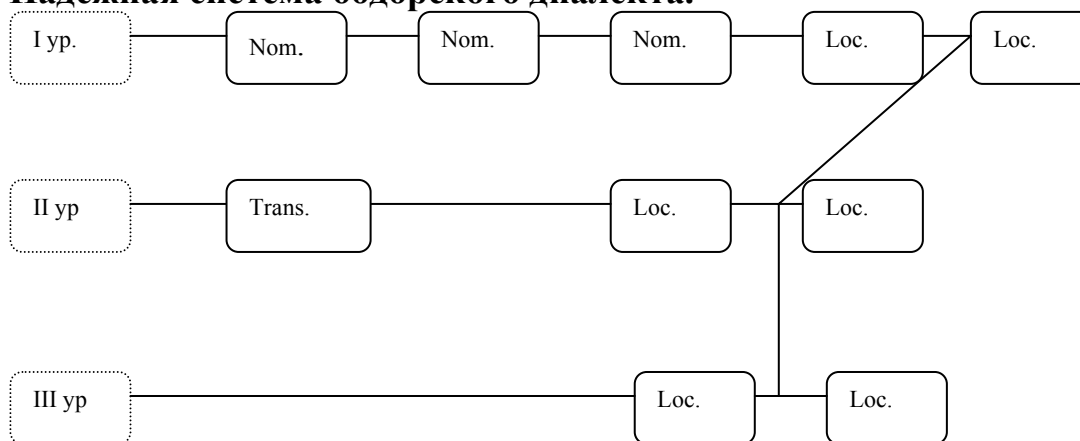 Падежная система обдорского диалекта.
I ур. Nom. Nom. Nom. Loc. Loc.
II ур Trans. Loc. Loc.
III ур Loc. Loc.